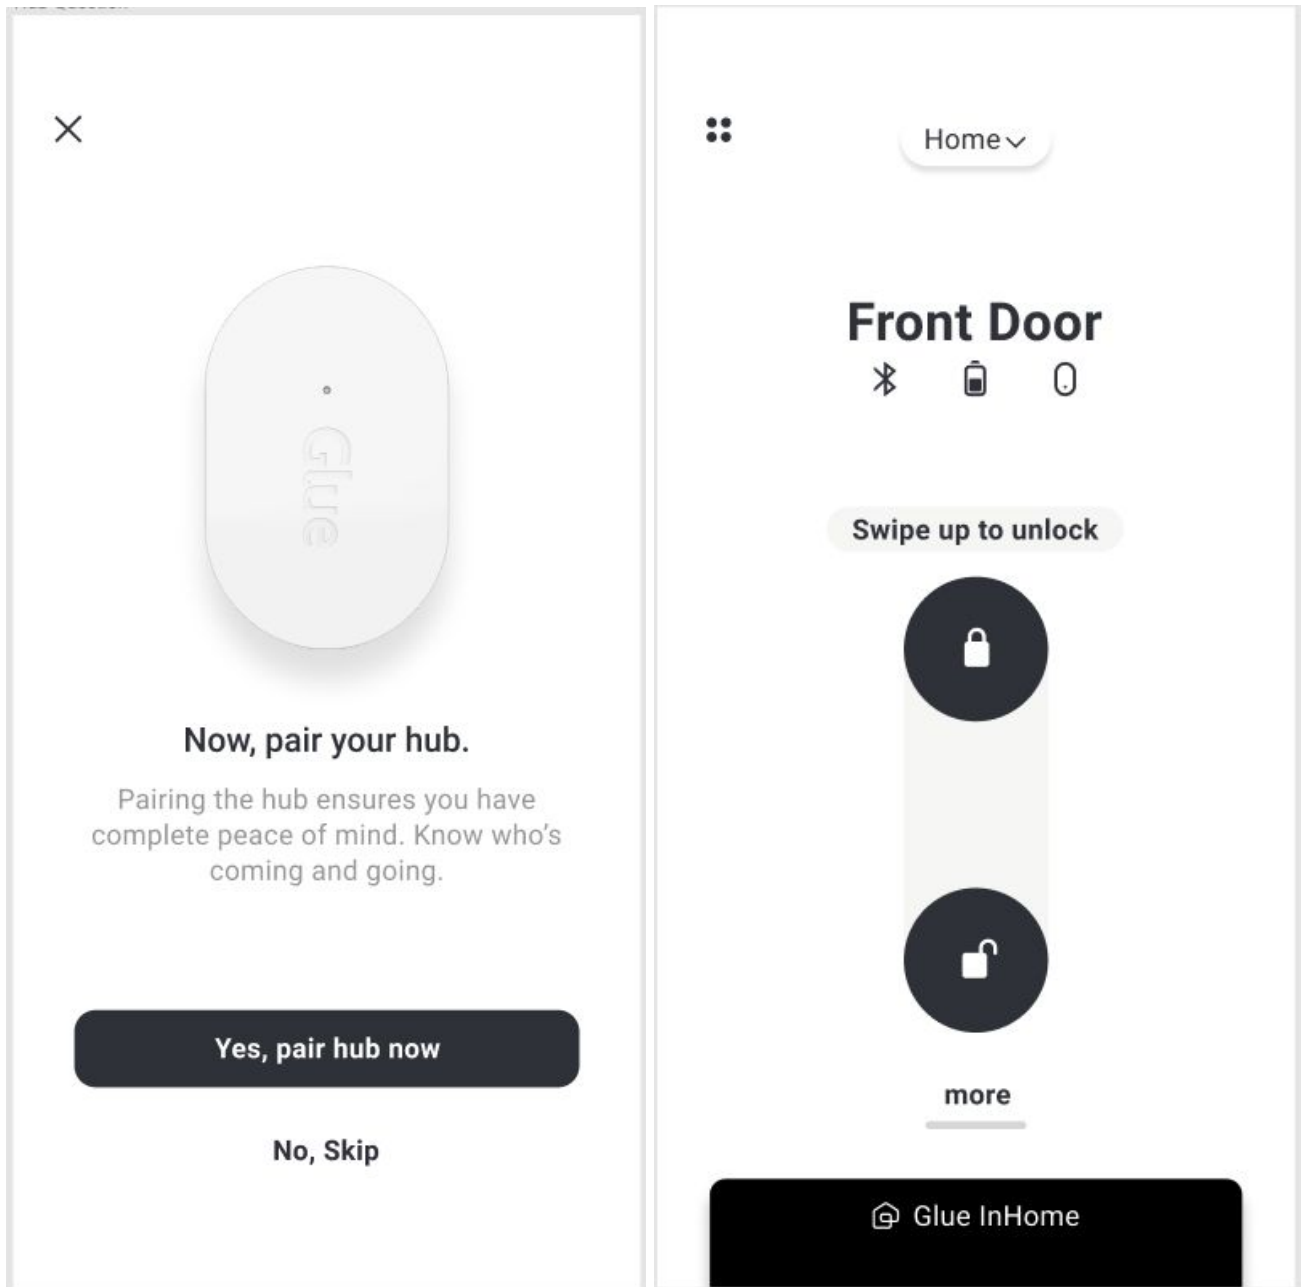 Glue
Now, pair your hub.
Pairing the hub ensures you have
complete peace of mind. Know who's
coming and going.
Yes, pair hub now
No, Skip
Home
Front Door
Swipe up to unlock
more
Glue InHome